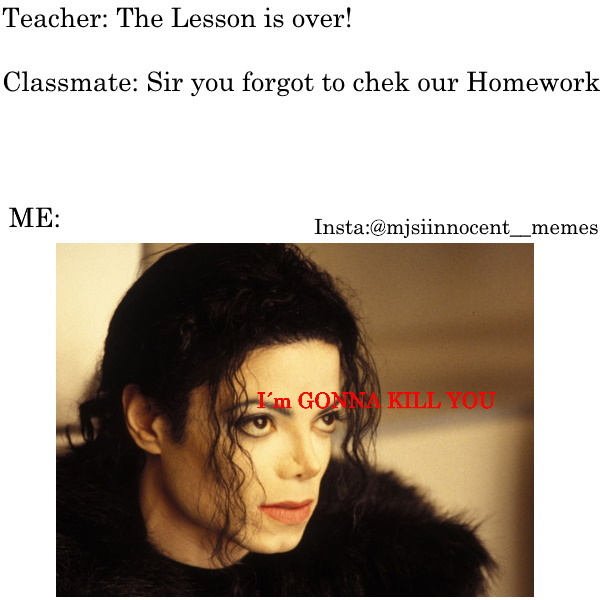 Teacher: The Lesson is over!
Classmate: Sir you forgot to chek our Homework
ME:
Insta:@mjsiinnocent__memes
I´m GONNA KILL YOU